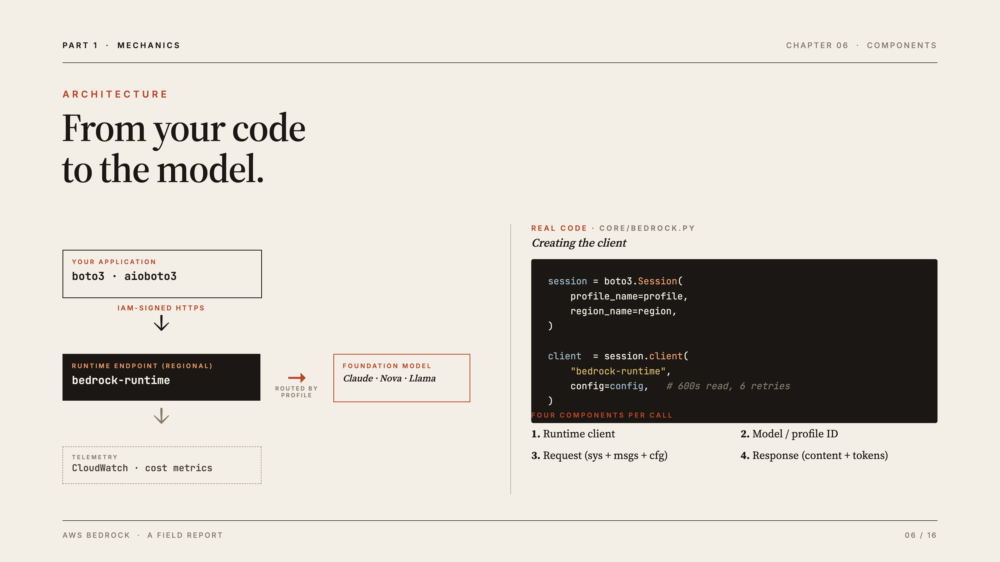 PART 1 · MECHANICS
CHAPTER 06 · COMPONENTS
ARCHITECTURE
From your code
to the model.
YOUR APPLICATION
boto3 · aioboto3
IAM-SIGNED HTTPS
RUNTIME ENDPOINT (REGIONAL)
bedrock-runtime
ROUTED BY
PROFILE
FOUNDATION MODEL
Claude · Nova · Llama
TELEMETRY
CloudWatch · cost metrics
REAL CODE · CORE/BEDROCK.PY
Creating the client
session = boto3.Session(
    profile_name=profile,
    region_name=region,
)
client  = session.client(
    "bedrock-runtime",
    config=config,   # 600s read, 6 retries
)
FOUR COMPONENTS PER CALL
1. Runtime client
2. Model / profile ID
3. Request (sys + msgs + cfg)
4. Response (content + tokens)
AWS BEDROCK · A FIELD REPORT
06 / 16